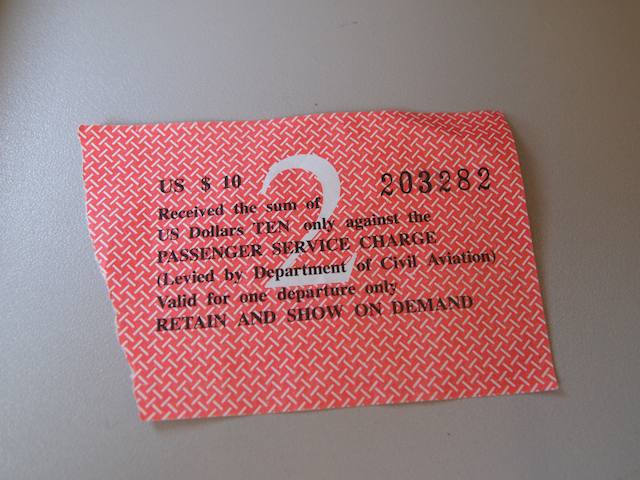 US $ 10 203282
2
Received the sum of
US Dollars TEN only against the
PASSENGER SERVICE CHARGE
(Levied by Department of Civil Aviation)
Valid for one departure only
RETAIN AND SHOW ON DEMAND